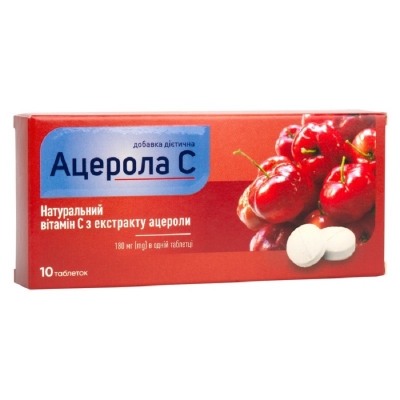 добавка дієтична
Ацерола С
Натуральний
вітамін С з екстракту ацероли
180 мг (mg) в одній таблетці
10 таблеток